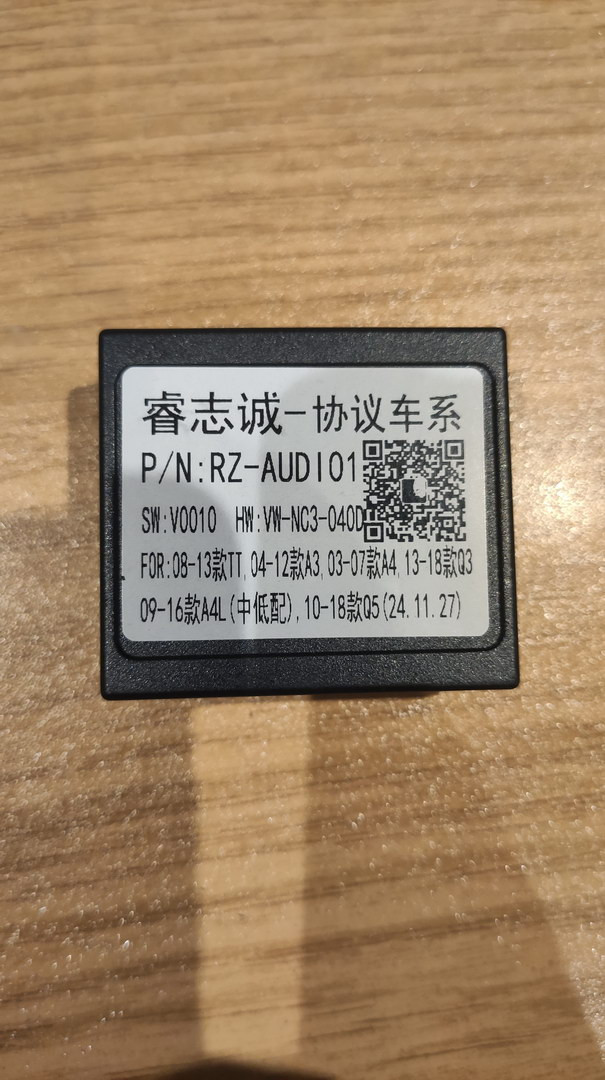 睿志诚-协议车系
P/N:RZ-AUDI01
SW:V0010 HW:VW-NC3-040D
FOR:08-13款TT,04-12款A3,03-07款A4,13-18款Q3
09-16款A4L(中低配),10-18款Q5(24.11.27)